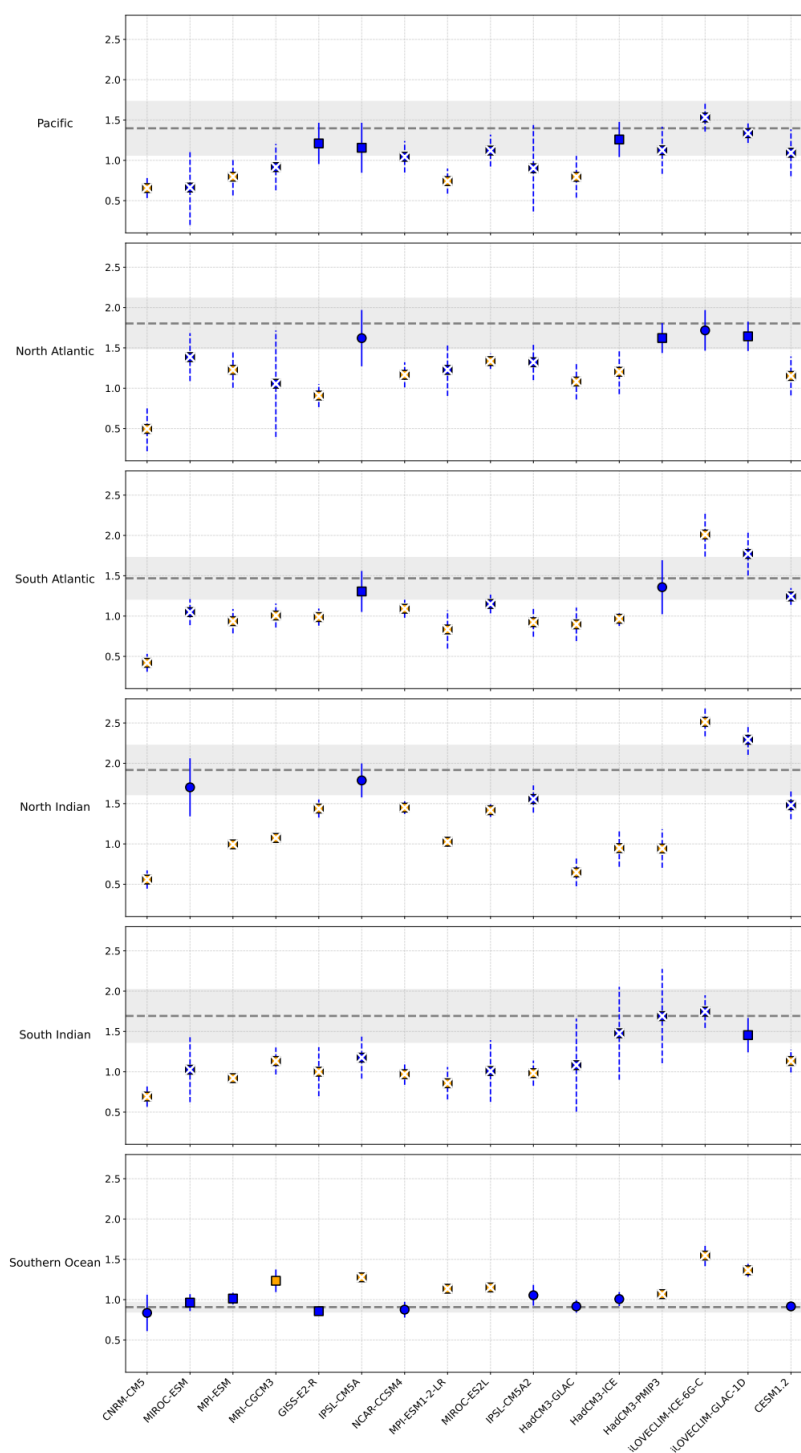 2.5
2.0
1.5
1.0
0.5
Pacific
2.5
2.0
1.5
1.0
0.5
North Atlantic
2.5
2.0
1.5
1.0
0.5
South Atlantic
2.5
2.0
1.5
1.0
0.5
North Indian
2.5
2.0
1.5
1.0
0.5
South Indian
2.5
2.0
1.5
1.0
0.5
Southern Ocean
CNRM-CM5
MIROC-ESM
MPI-ESM
MRI-CGCM3
GISS-E2-R
IPSL-CM5A
NCAR-CCSM4
MPI-ESM1-2-LR
MIROC-ES2L
IPSL-CM5A2
HadCM3-GLAC
HadCM3-ICE
HadCM3-PMIP3
iLOVECLIM-ICE-6G-C
iLOVECLIM-GLAC-1D
CESM1.2